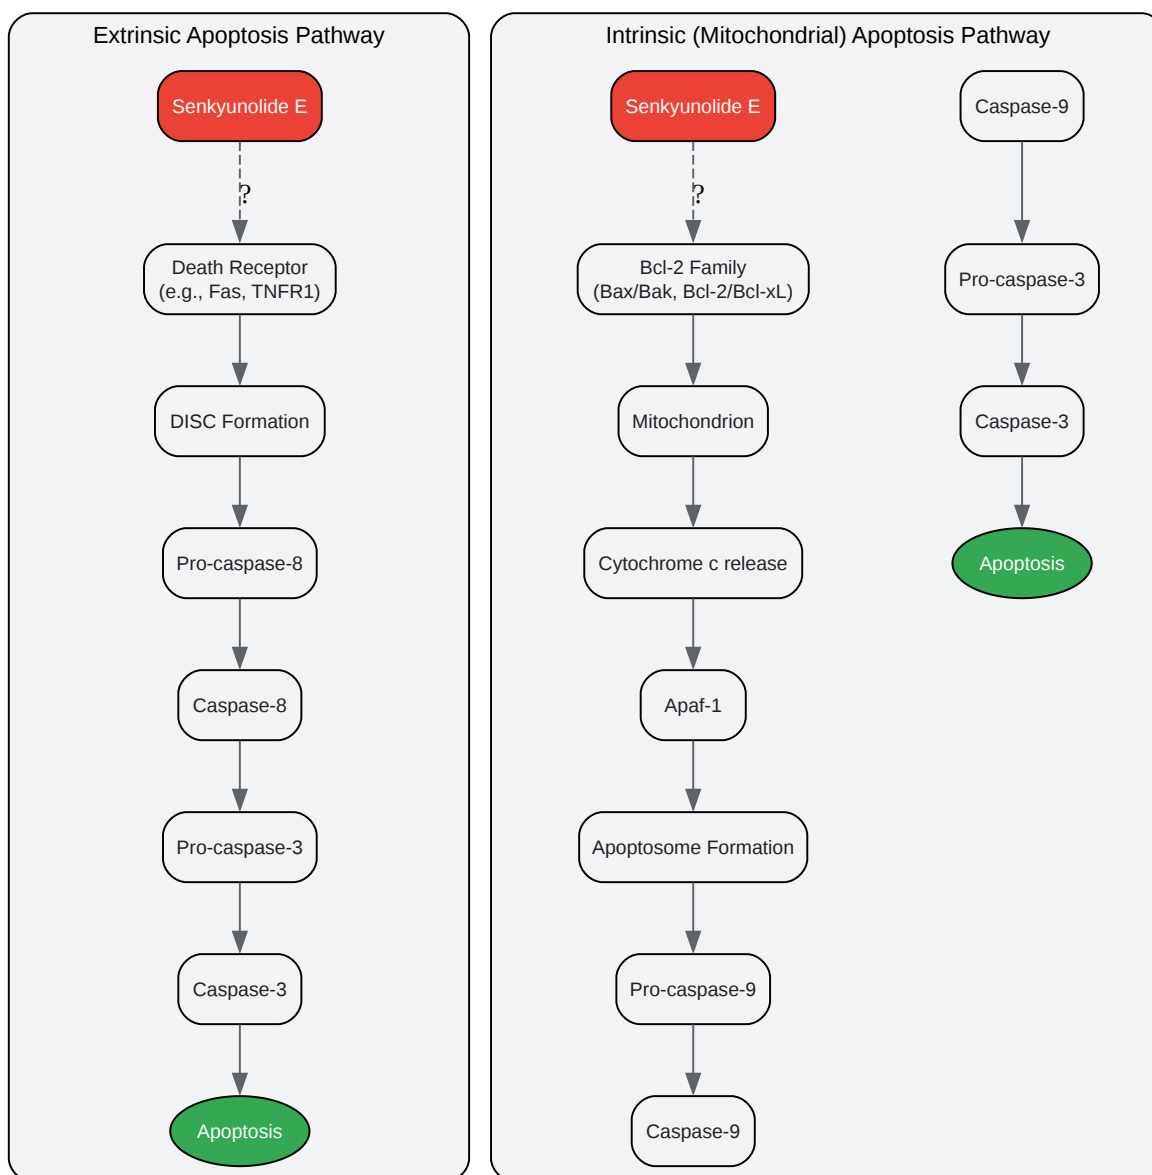 Extrinsic Apoptosis Pathway
Senkyunolide E
?
Death Receptor
(e.g., Fas, TNFR1)
DISC Formation
Pro-caspase-8
Caspase-8
Pro-caspase-3
Caspase-3
Apoptosis
Intrinsic (Mitochondrial) Apoptosis Pathway
Senkyunolide E
?
Bcl-2 Family
(Bax/Bak, Bcl-2/Bcl-xL)
Mitochondrion
Cytochrome c release
Apaf-1
Apoptosome Formation
Pro-caspase-9
Caspase-9
Caspase-9
Pro-caspase-3
Caspase-3
Apoptosis